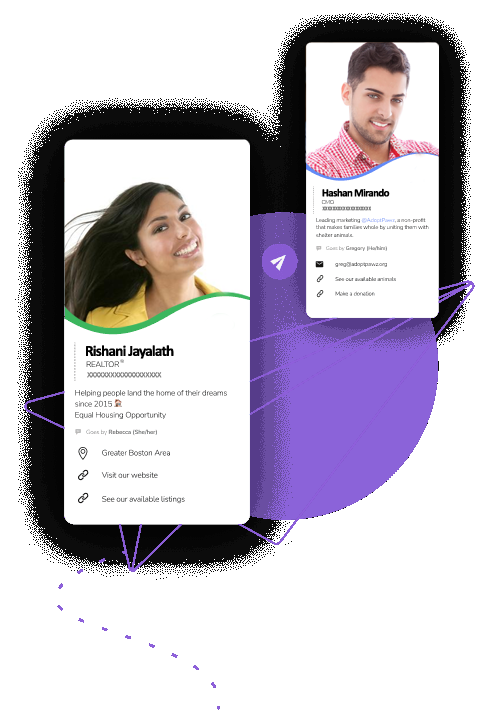 Rishani Jayalath
REALTOR®
XXXXXXXXXXXXXXXXXX
Helping people land the home of their dreams
since 2015
Equal Housing Opportunity
Goes by Rebecca (She/her)
Greater Boston Area
Visit our website
See our available listings
Hashan Mirando
CMO
XXXXXXXXXXXXXXXX
Leading marketing @AdoptPawz, a non-profit
that makes families whole by uniting them with
shelter animals.
Goes by Gregory (He/him)
greg@adoptpawz.org
See our available animals
Make a donation